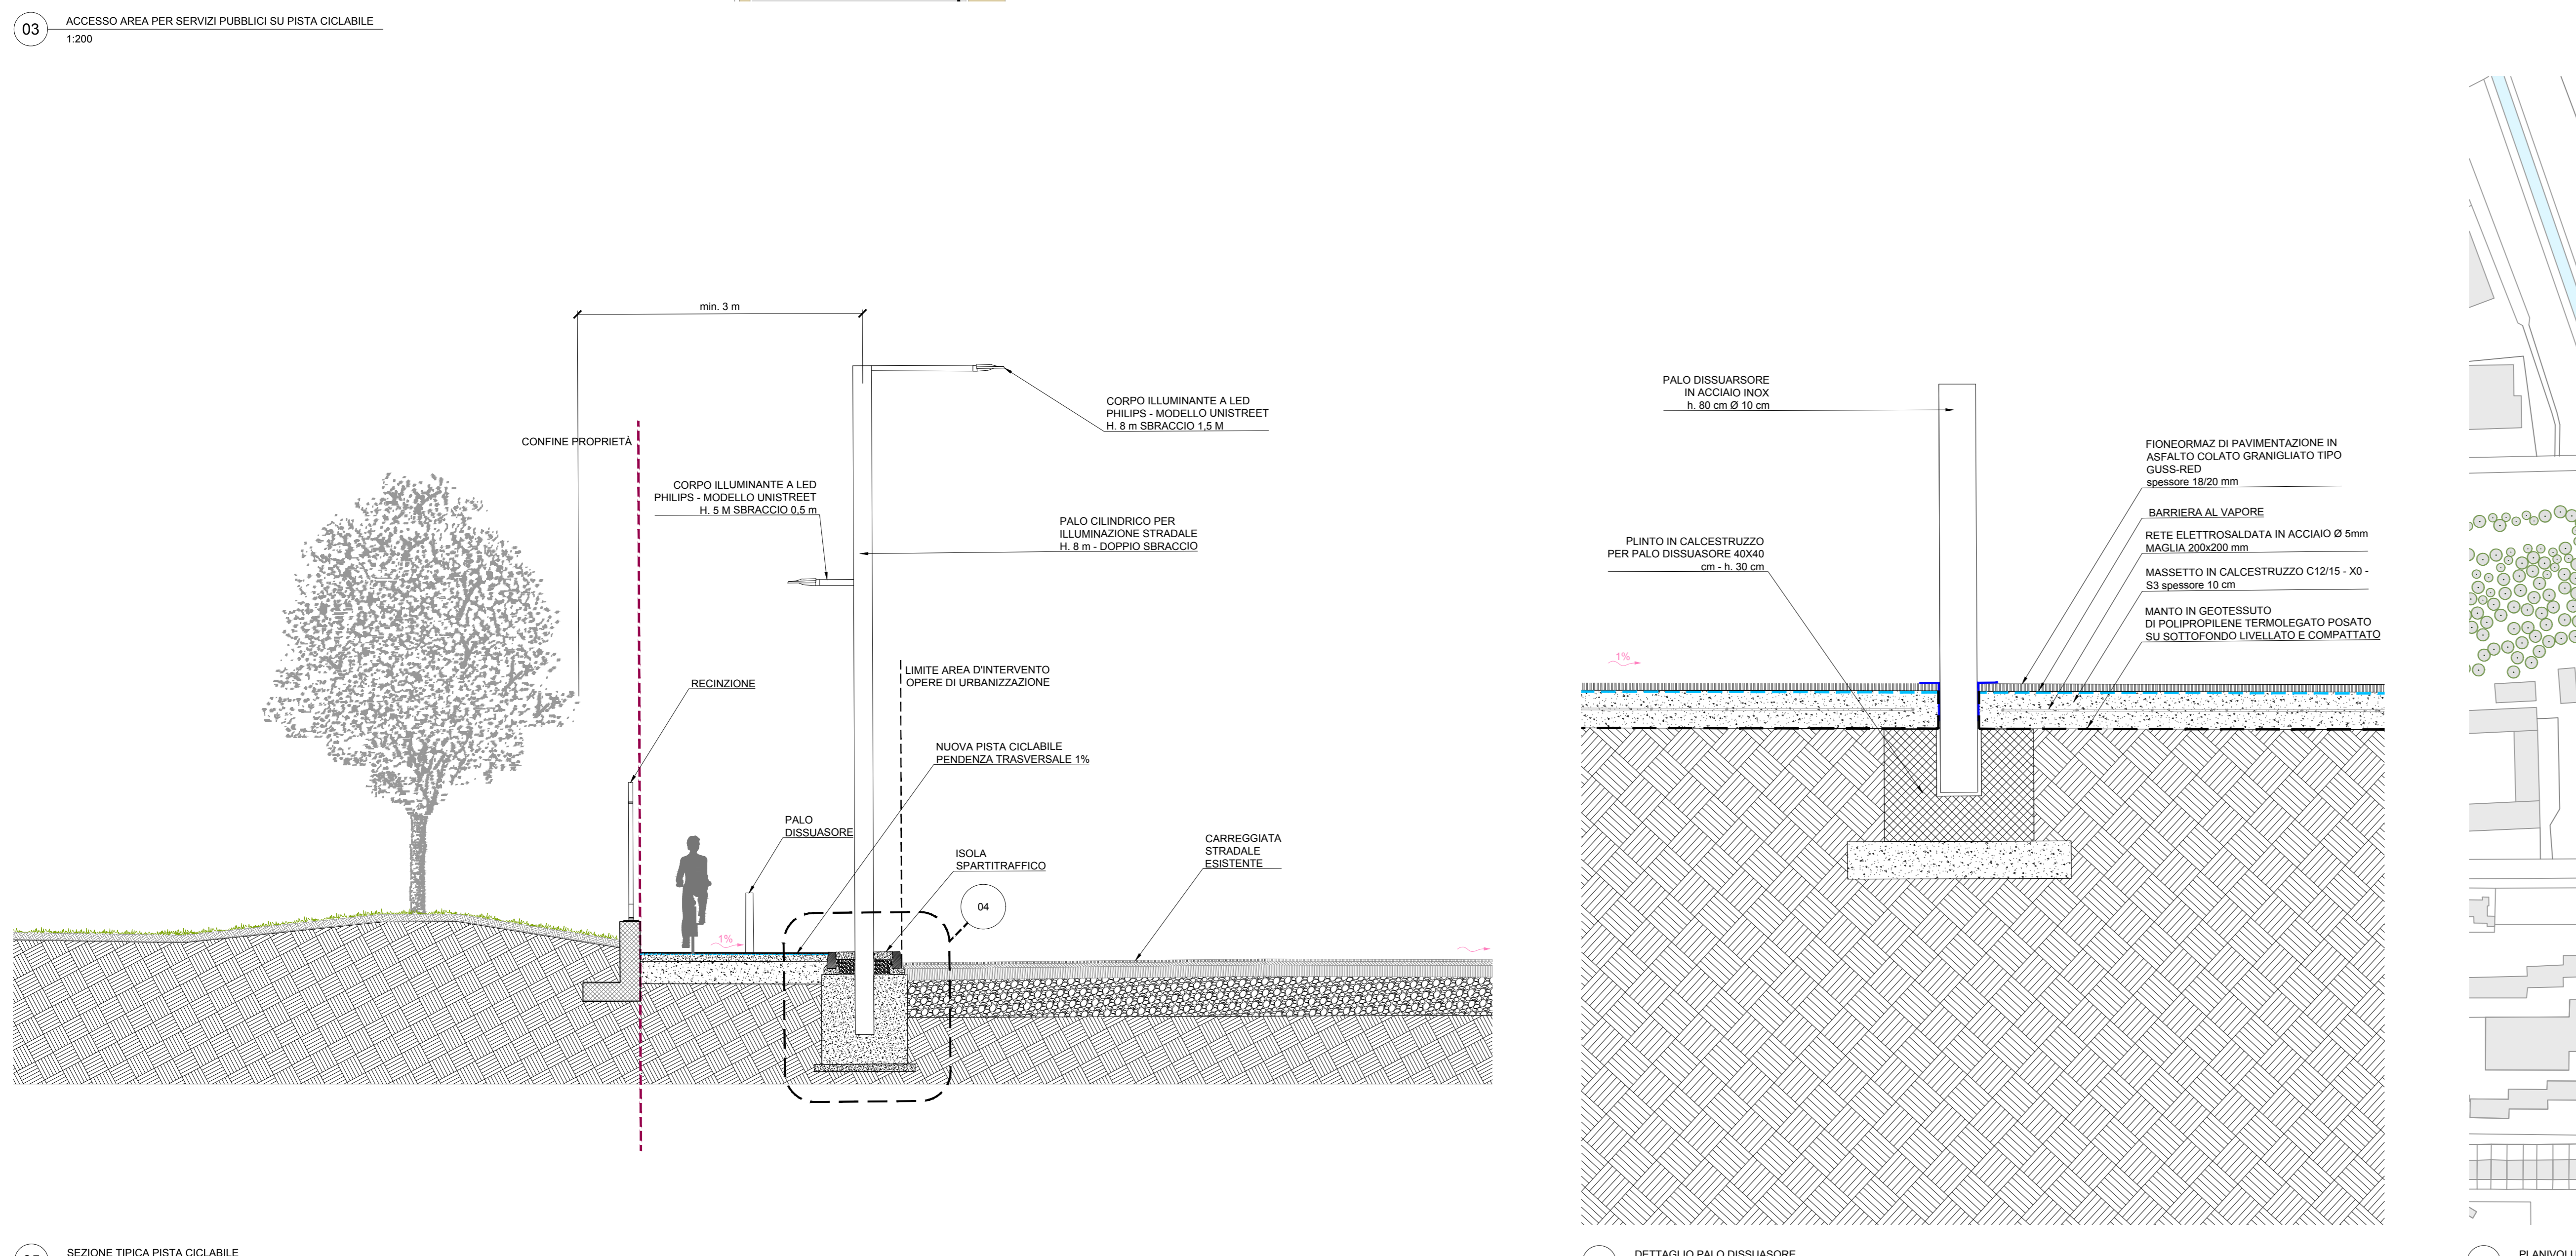 03
ACCESSO AREA PER SERVIZI PUBBLICI SU PISTA CICLABILE
1:200
min. 3 m
CORPO ILLUMINANTE A LED
PHILIPS - MODELLO UNISTREET
H. 8 m SBRACCIO 1,5 M
CONFINE PROPRIETÀ
CORPO ILLUMINANTE A LED
PHILIPS - MODELLO UNISTREET
H. 5 M SBRACCIO 0,5 m
PALO CILINDRICO PER
ILLUMINAZIONE STRADALE
H. 8 m - DOPPIO SBRACCIO
LIMITE AREA D'INTERVENTO
OPERE DI URBANIZZAZIONE
RECINZIONE
NUOVA PISTA CICLABILE
PENDENZA TRASVERSALE 1%
PALO
DISSUASORE
ISOLA
SPARTITRAFFICO
CARREGGIATA
STRADALE
ESISTENTE
04
1%
SEZIONE TIPICA PISTA CICLABILE
PALO DISSUARSORE
IN ACCIAIO INOX
h. 80 cm Ø 10 cm
FIONEORMAZ DI PAVIMENTAZIONE IN
ASFALTO COLATO GRANIGLIATO TIPO
GUSS-RED
spessore 18/20 mm
BARRIERA AL VAPORE
RETE ELETTROSALDATA IN ACCIAIO Ø 5mm
MAGLIA 200x200 mm
MASSETTO IN CALCESTRUZZO C12/15 - X0 -
S3 spessore 10 cm
MANTO IN GEOTESSUTO
DI POLIPROPILENE TERMOLEGATO POSATO
SU SOTTOFONDO LIVELLATO E COMPATTATO
PLINTO IN CALCESTRUZZO
PER PALO DISSUASORE 40X40
cm - h. 30 cm
1%
DETTAGLIO PALO DISSUASORE